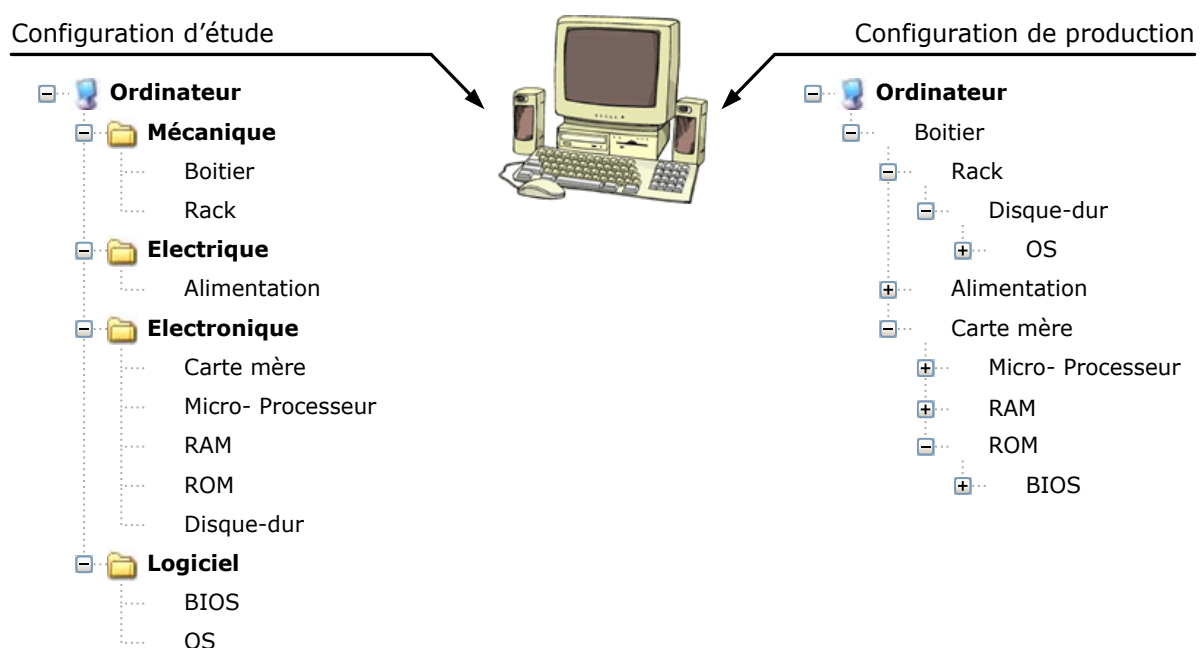 Configuration d’étude
Ordinateur
Mécanique
Boitier
Rack
Electrique
Alimentation
Electronique
Carte mère
Micro- Processeur
RAM
ROM
Disque-dur
Logiciel
BIOS
OS
Configuration de production
Ordinateur
Boitier
Rack
Disque-dur
OS
Alimentation
Carte mère
Micro- Processeur
RAM
ROM
BIOS